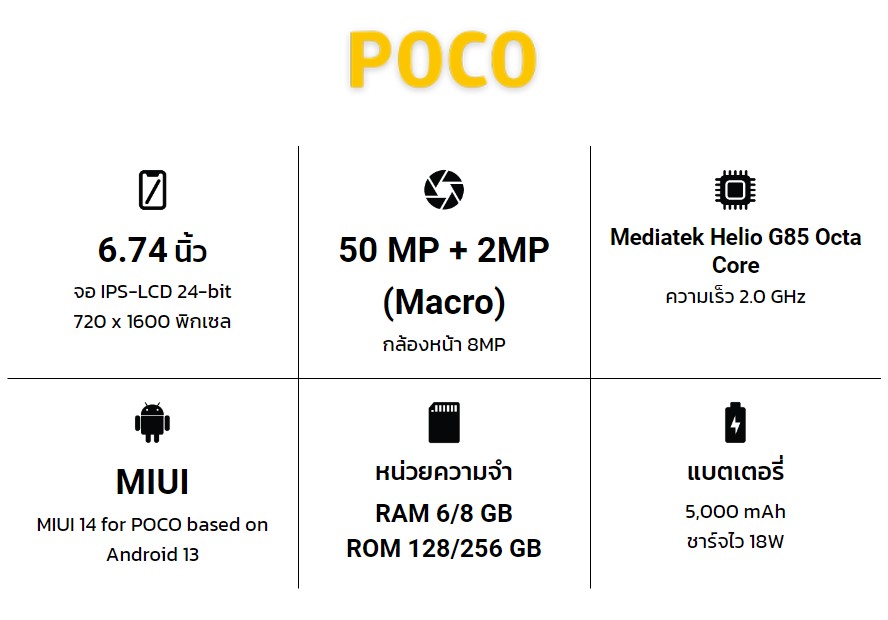 POCO
6.74 นิ้ว
จอ IPS-LCD 24-bit
720 x 1600 พิกเซล
50 MP + 2MP
(Macro)
กล้องหน้า 8MP
Mediatek Helio G85 Octa
Core
ความเร็ว 2.0 GHz
MIUI
MIUI 14 for POCO based on
Android 13
หน่วยความจำ
RAM 6/8 GB
ROM 128/256 GB
แบตเตอรี่
5,000 mAh
ชาร์จไว 18W